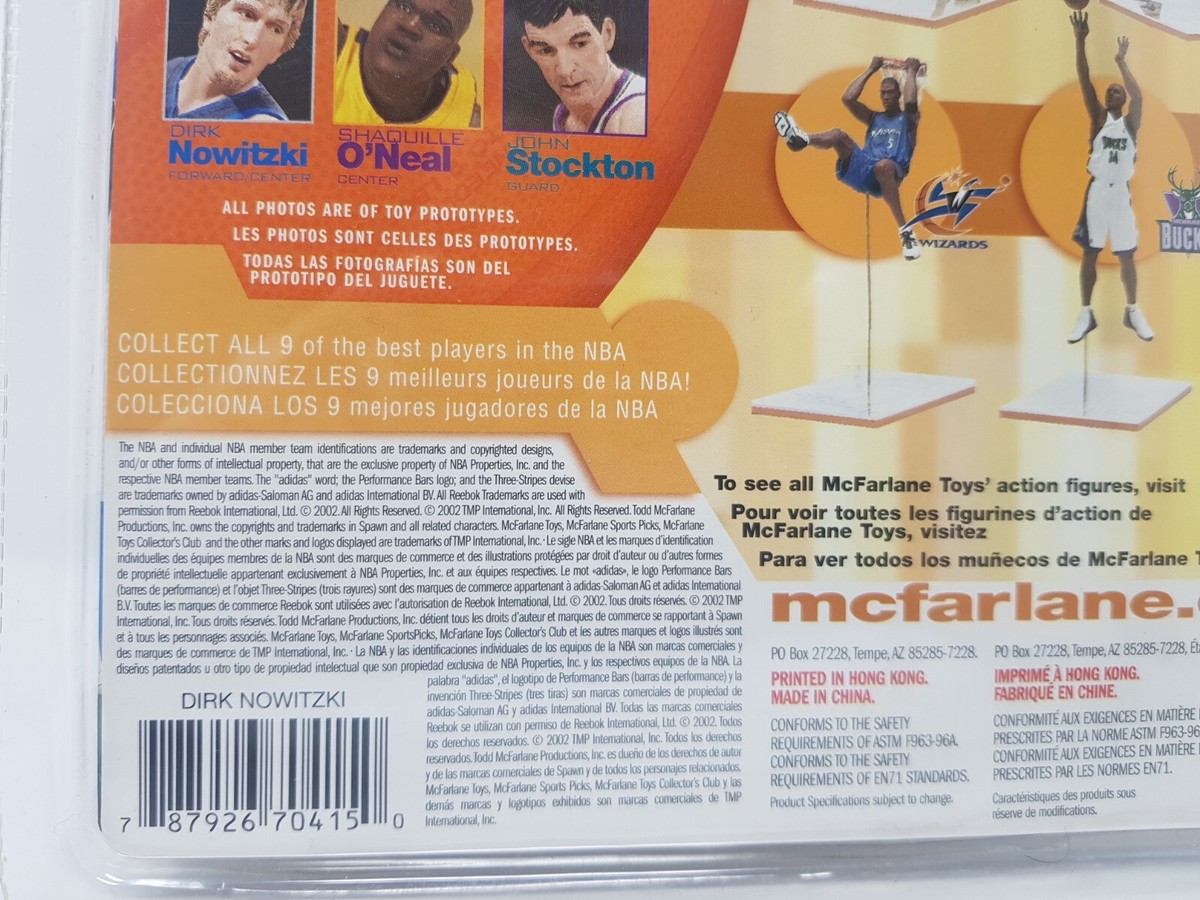 DIRK
Nowitzki
FORWARD/CENTER
SHAQUILLE
O'Neal
CENTER
JOHN
Stockton
GUARD
ALL PHOTOS ARE OF TOY PROTOTYPES.
LES PHOTOS SONT CELLES DES PROTOTYPES.
TODAS LAS FOTOGRAFÍAS SON DEL
PROTOTIPO DEL JUGUETE.
5
WIZARDS
BUCKS
14
BUCK
COLLECT ALL 9 of the best players in the NBA
COLLECTIONNEZ LES 9 meilleurs joueurs de la NBA!
COLECCIONA LOS 9 mejores jugadores de la NBA
The NBA and individual NBA member team identifications are trademarks and copyrighted designs,
and/or other forms of intellectual property, that are the exclusive property of NBA Properties, Inc. and the
respective NBA member teams. The "adidas" word; the Performance Bars logo; and the Three-Stripes devise
are trademarks owned by adidas-Saloman AG and adidas International BV. All Reebok Trademarks are used with
permission from Reebok International, Ltd. © 2002. All Rights Reserved. © 2002 TMP International, Inc. All Rights Reserved. Todd McFarlane
Productions, Inc. owns the copyrights and trademarks in Spawn and all related characters. McFarlane Toys, McFarlane Sports Picks, McFarlane
Toys Collector's Club and the other marks and logos displayed are trademarks of TMP International, Inc. · Le sigle NBA et les marques d'identification
individuelles des équipes membres de la NBA sont des marques de commerce et des illustrations protégées par droit d'auteur ou d'autres formes
de propriété intellectuelle appartenant exclusivement à NBA Properties, Inc. et aux équipes respectives. Le mot «adidas», le logo Performance Bars
(barres de performance) et l'objet Three-Stripes (trois rayures) sont des marques de commerce appartenant à adidas-Saloman AG et adidas International
B.V. Toutes les marques de commerce Reebok sont utilisées avec l'autorisation de Reebok International, Ltd. © 2002. Tous droits réservés. © 2002 TMP
International, Inc. Tous droits réservés. Todd McFarlane Productions, Inc. détient tous les droits d'auteur et marques de commerce se rapportant à Spawn
et à tous les personnages associés. McFarlane Toys, McFarlane SportsPicks, McFarlane Toys Collector's Club et les autres marques et logos illustrés sont
des marques de commerce de TMP International, Inc. · La NBA y las identificaciones individuales de los equipos de la NBA son marcas comerciales y
diseños patentados u otro tipo de propiedad intelectual que son propiedad exclusiva de NBA Properties, Inc. y los respectivos equipos de la NBA. La
palabra "adidas", el logotipo de Performance Bars (barras de performance) y la
invención Three-Stripes (tres tiras) son marcas comerciales de propiedad de
adidas-Saloman AG y adidas International BV. Todas las marcas comerciales
Reebok se utilizan con permiso de Reebok International, Ltd. © 2002. Todos
los derechos reservados. © 2002 TMP International, Inc. Todos los derechos
reservados. Todd McFarlane Productions, Inc. es dueño de los derechos de autor
y de las marcas comerciales de Spawn y de todos los personajes relacionados.
McFarlane Toys, McFarlane Sports Picks, McFarlane Toys Collector's Club y las
demás marcas y logotipos exhibidos son marcas comerciales de TMP
International, Inc.
DIRK NOWITZKI
7 87926 70415 0
To see all McFarlane Toys' action figures, visit
Pour voir toutes les figurines d'action de
McFarlane Toys, visitez
Para ver todos los muñecos de McFarlane T
mcfarlane.
PO Box 27228, Tempe, AZ 85285-7228.
PRINTED IN HONG KONG.
MADE IN CHINA.
CONFORMS TO THE SAFETY
REQUIREMENTS OF ASTM F963-96A.
CONFORMS TO THE SAFETY
REQUIREMENTS OF EN71 STANDARDS.
Product Specifications subject to change.
PO Box 27228, Tempe, AZ 85285-7228, Ét
IMPRIMÉ À HONG KONG.
FABRIQUÉ EN CHINE.
CONFORMITÉ AUX EXIGENCES EN MATIÈRE
PRESCRITES PAR LA NORME ASTM F963-96
CONFORMITÉ AUX EXIGENCES EN MATIÈRE
PRESCRITES PAR LES NORMES EN71.
Caractéristiques des produits sous
réserve de modifications.